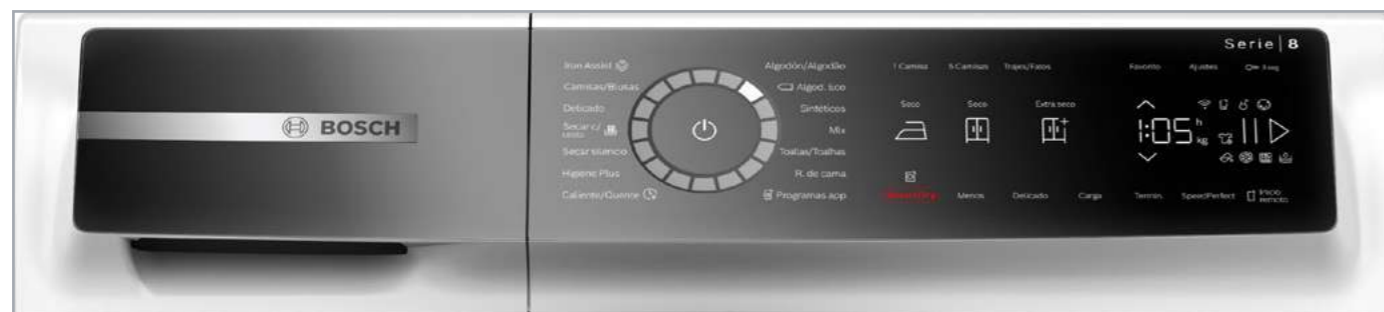 Serie | 8
BOSCH
Iron Assist
Camisas/Blusas
Delicado
Secar c/
cesto
Secar silencio
Higiene Plus
Caliente/Quente
Algodón/Algodão
Algod. Eco
Sintéticos
Mix
Toallas/Toalhas
R. de cama
Programas app
1 Camisa
5 Camisas
Trajes/Fatos
Favorito
Ajustes
3 seg
Seco
Seco
Extra seco
1:05 h
kg
Menos
Delicado
Carga
Termin.
Speed/Perfect
Inicio
remoto